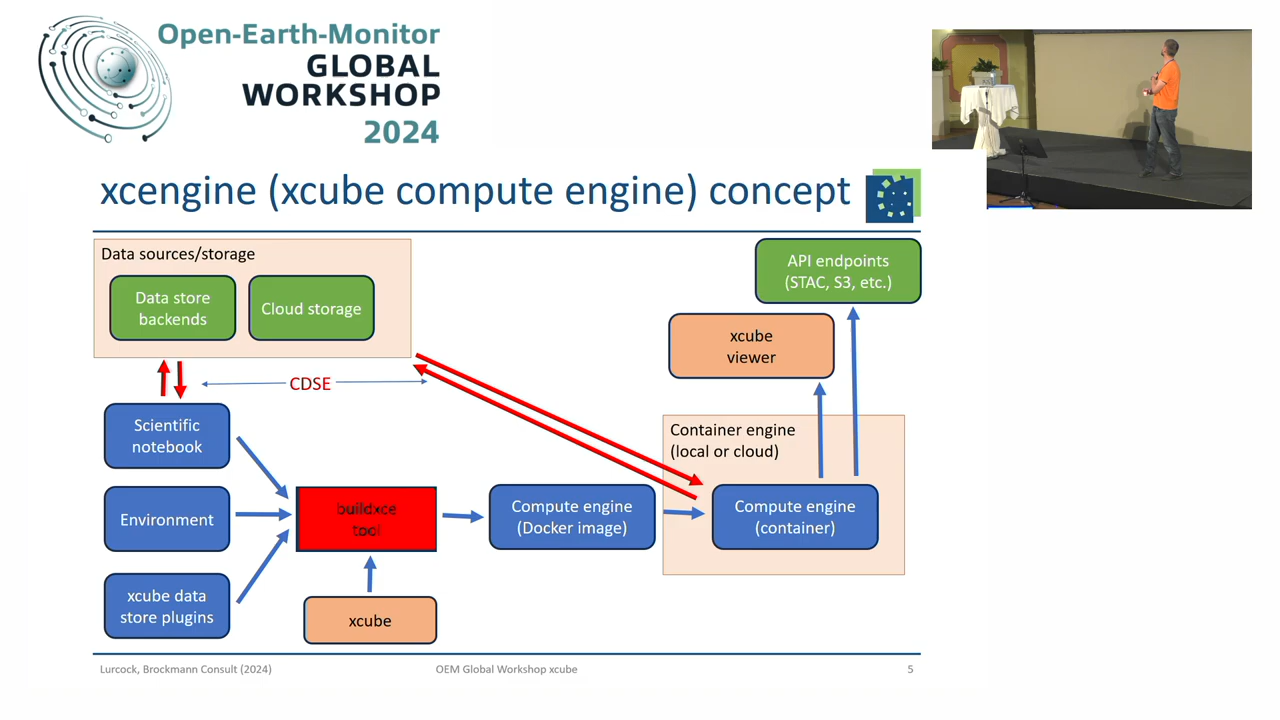 Open-Earth-Monitor
GLOBAL
WORKSHOP
2024
xcengine (xcube compute engine) concept
Data sources/storage
Data store
backends
Cloud storage
API endpoints
(STAC, S3, etc.)
xcube
viewer
CDSE
Scientific
notebook
Container engine
(local or cloud)
Environment
buildxce
tool
Compute engine
(Docker image)
Compute engine
(container)
xcube data
store plugins
xcube
Lurcock, Brockmann Consult (2024)
OEM Global Workshop xcube
5